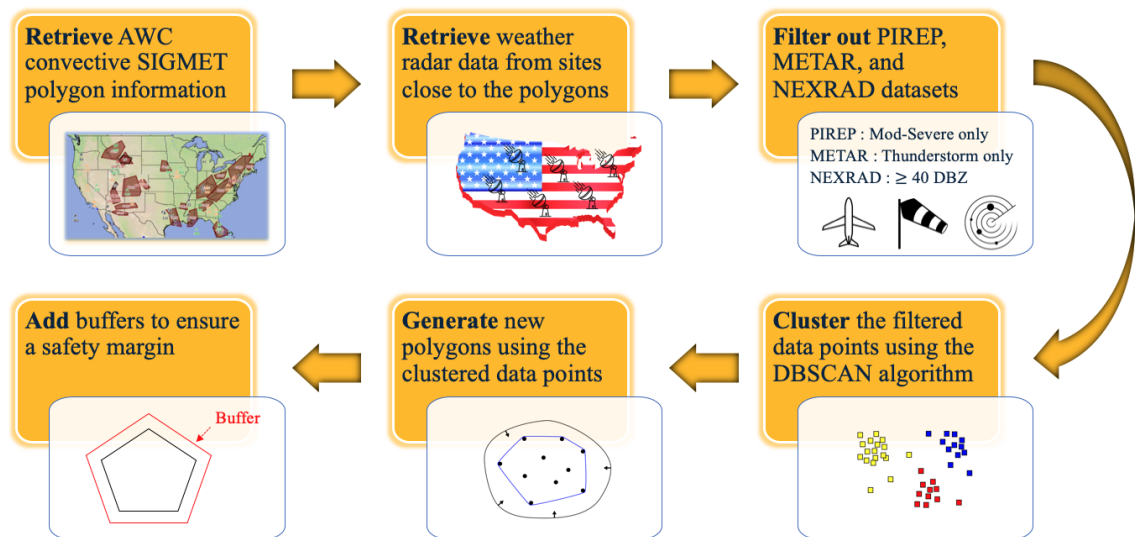 Retrieve AWC
convective SIGMET
polygon information
Retrieve weather
radar data from sites
close to the polygons
Filter out PIREP,
METAR, and
NEXRAD datasets
PIREP : Mod-Severe only
METAR : Thunderstorm only
NEXRAD : ≥ 40 DBZ
Cluster the filtered
data points using the
DBSCAN algorithm
Generate new
polygons using the
clustered data points
Add buffers to ensure
a safety margin
Buffer